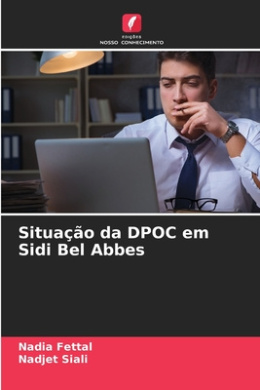 edições
NOSSO CONHECIMENTO
Situação da DPOC em
Sidi Bel Abbes
Nadia Fettal
Nadjet Siali